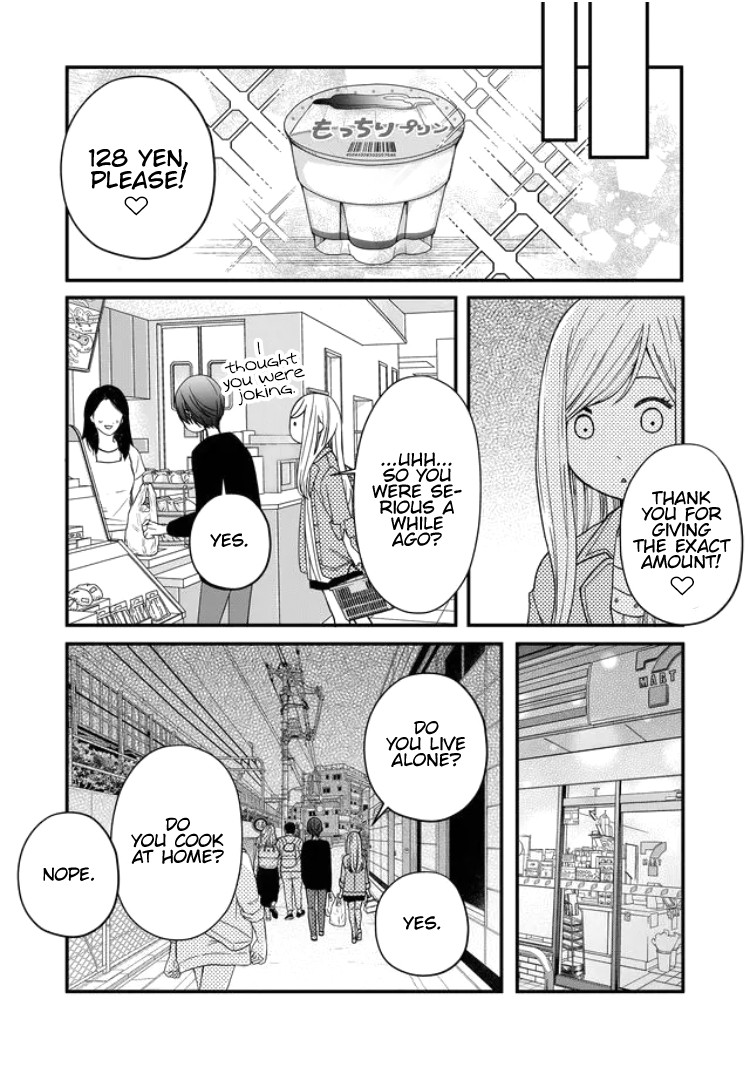 128 YEN,
PLEASE!
♡
もっちりプリン
THANK
YOU FOR
GIVING
THE EXACT
AMOUNT!
♡
I
thought
you were
joking.
...UHH...
SO YOU
WERE SE-
RIOUS A
WHILE
AGO?
YES.
7
MART
7
DO
YOU LIVE
ALONE?
YES.
DO
YOU COOK
AT HOME?
NOPE.